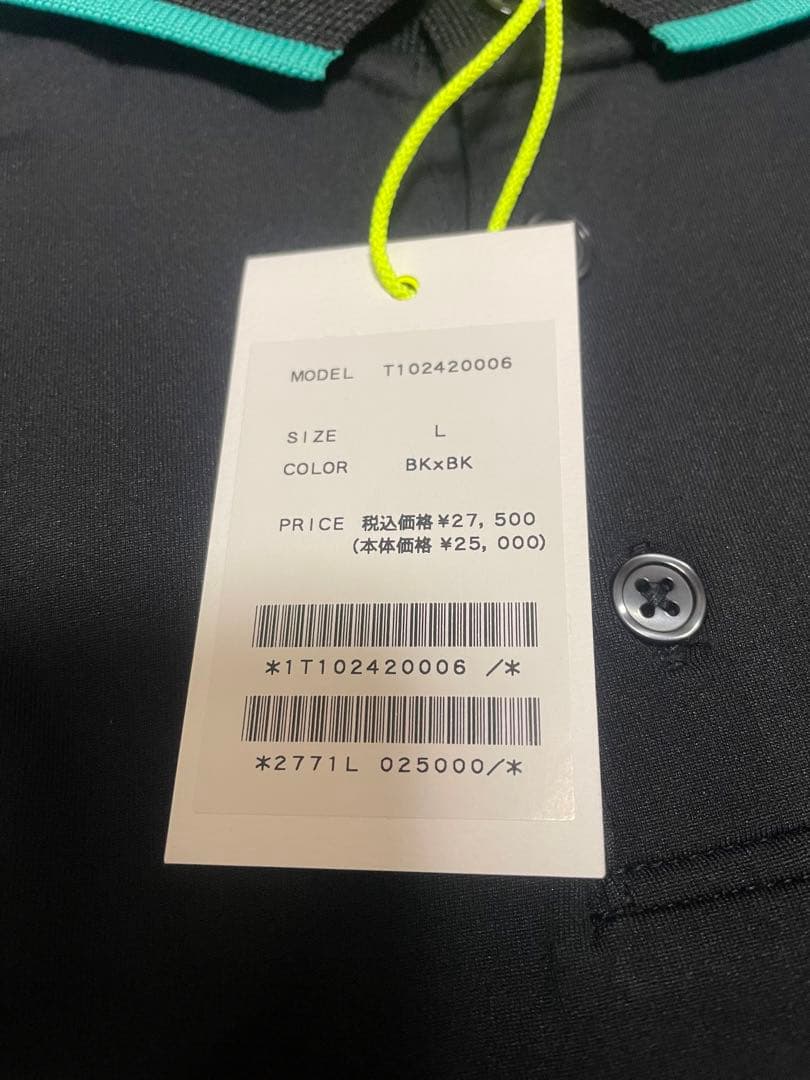 MODEL T102420006
SIZE L
COLOR BKxBK
PRICE 税込価格¥27,500
(本体価格 ¥25,000)
*1T102420006 /*
*2771L 025000/*